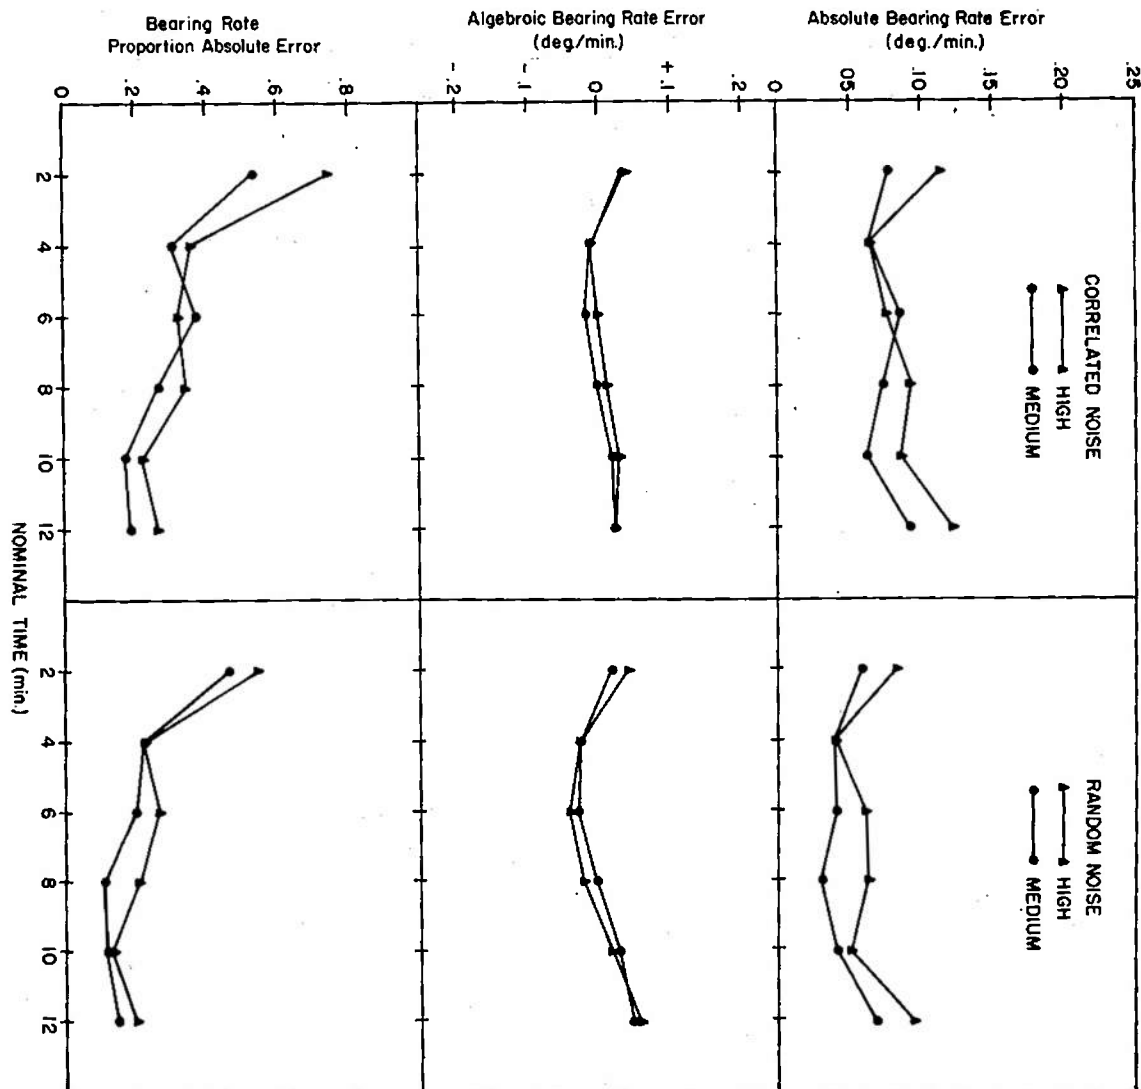 Bearing Rate
Proportion Absolute Error
0 .2 .4 .6 .8
Algebraic Bearing Rate Error
(deg/min.)
- - + +
.2 .1 0 .1 .2
Absolute Bearing Rate Error
(deg./min.)
0 .05 .10 .15 .20 .25
CORRELATED NOISE
HIGH
MEDIUM
2 4 6 8 10 12
RANDOM NOISE
HIGH
MEDIUM
2 4 6 8 10 12
NOMINAL TIME (min.)